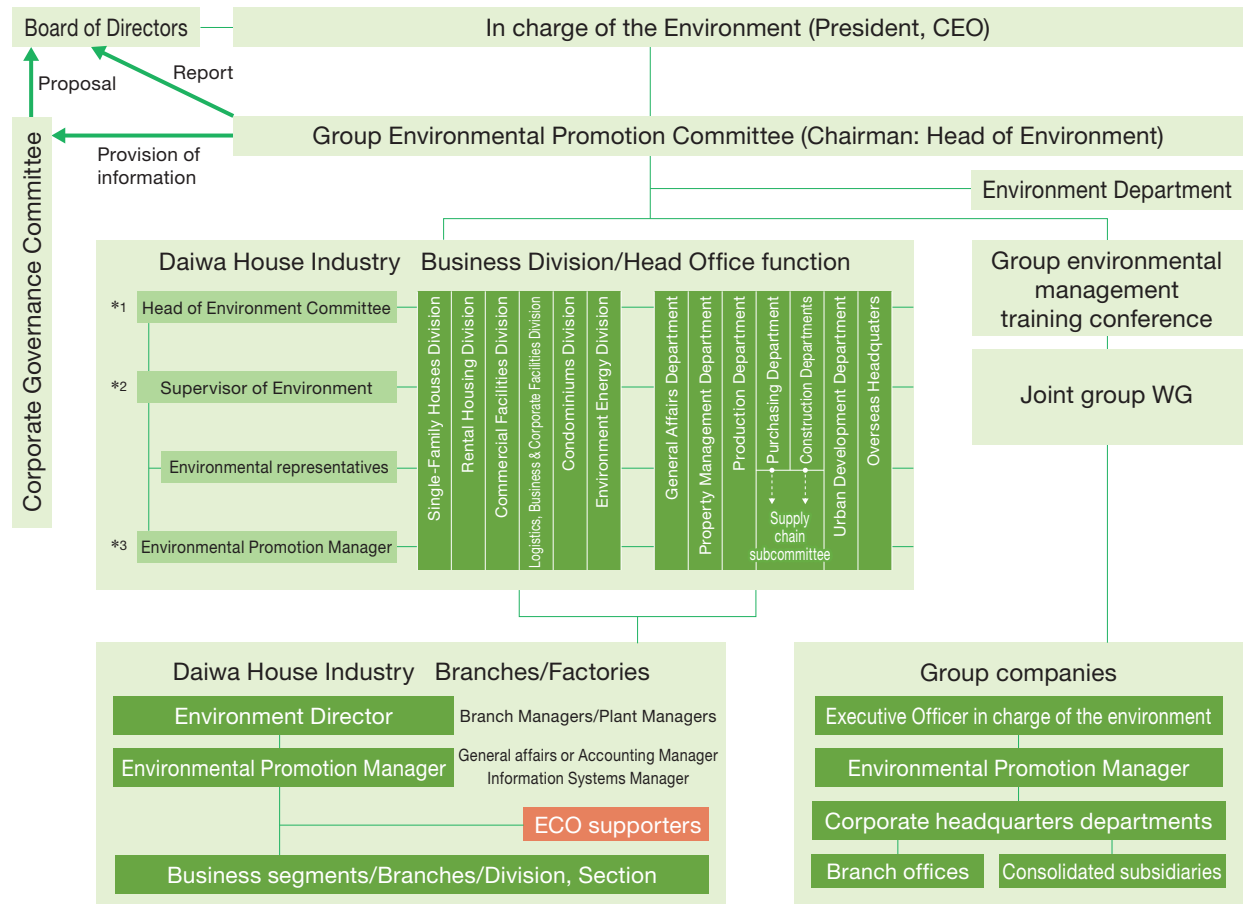 Board of Directors
In charge of the Environment (President, CEO)
Proposal
Report
Group Environmental Promotion Committee (Chairman: Head of Environment)
Provision of
information
Corporate Governance Committee
Environment Department
Daiwa House Industry Business Division/Head Office function
*1 Head of Environment Committee
*2 Supervisor of Environment
Environmental representatives
*3 Environmental Promotion Manager
Single-Family Houses Division
Rental Housing Division
Commercial Facilities Division
Logistics, Business & Corporate Facilities Division
Condominiums Division
Environment Energy Division
General Affairs Department
Property Management Department
Production Department
Purchasing Department
Construction Departments
Supply
chain
subcommittee
Urban Development Department
Overseas Headquaters
Group environmental
management
training conference
Joint group WG
Daiwa House Industry Branches/Factories
Environment Director
Branch Managers/Plant Managers
Environmental Promotion Manager
General affairs or Accounting Manager
Information Systems Manager
ECO supporters
Business segments/Branches/Division, Section
Group companies
Executive Officer in charge of the environment
Environmental Promotion Manager
Corporate headquarters departments
Branch offices
Consolidated subsidiaries